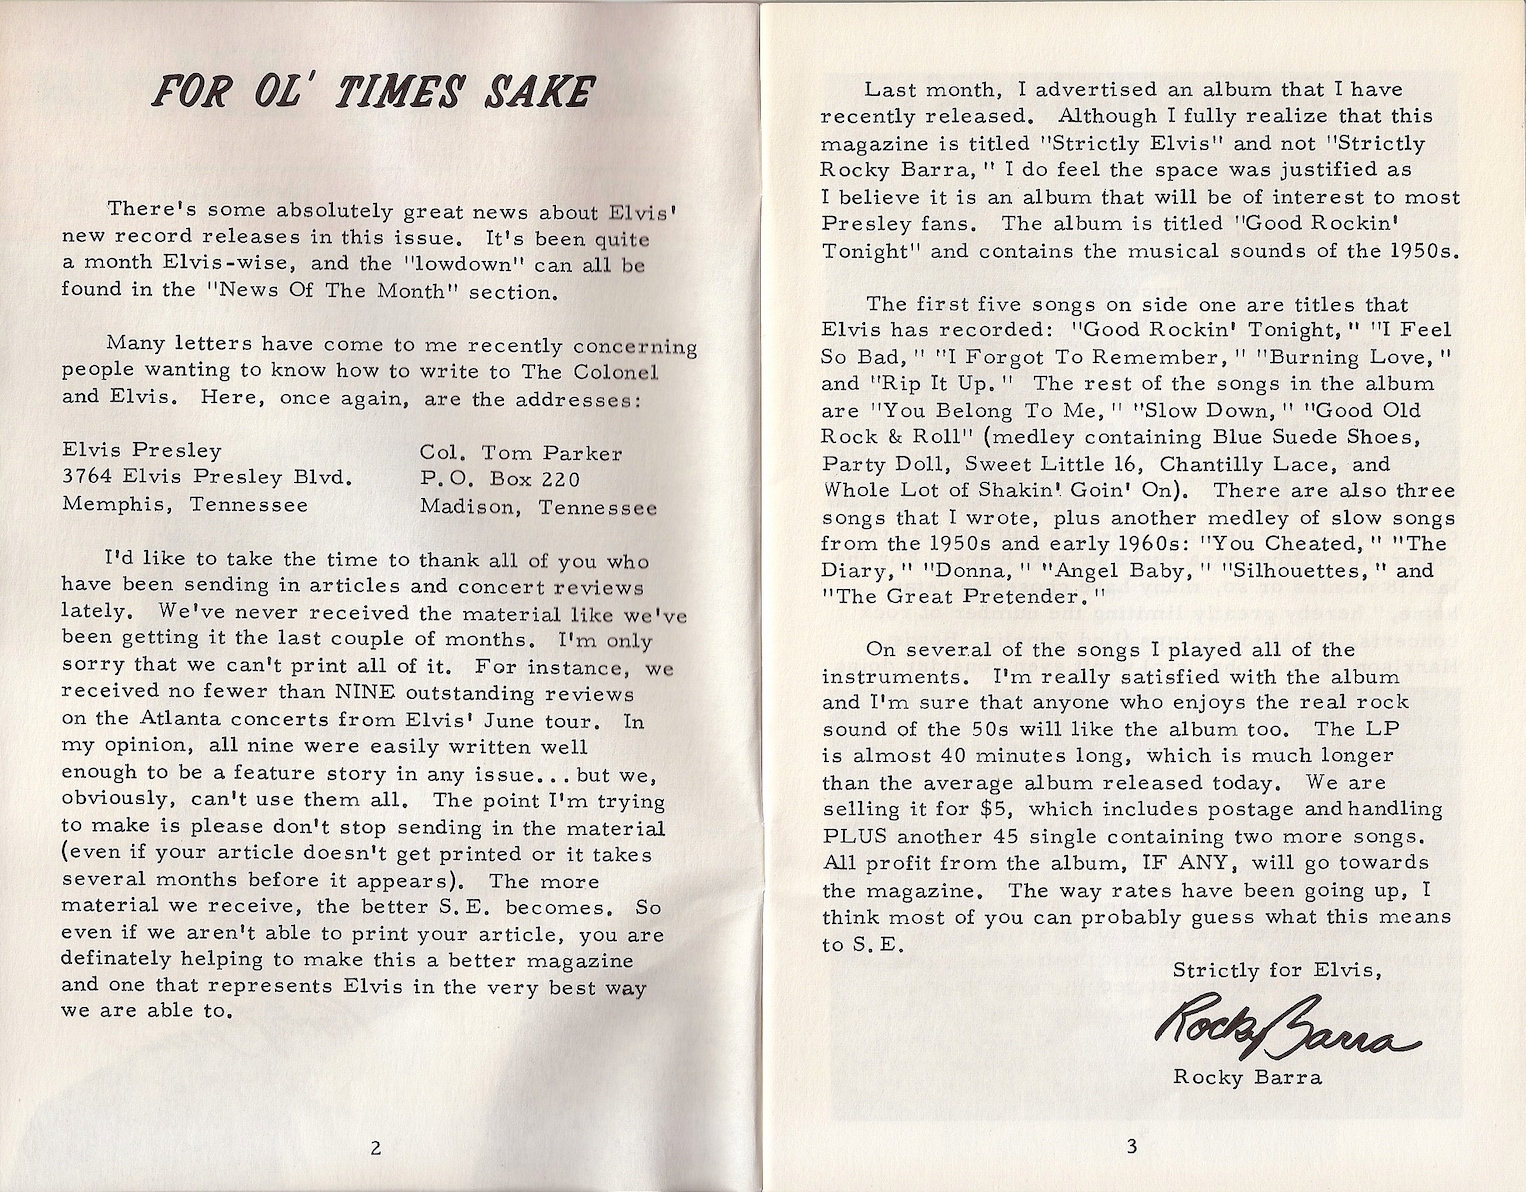 FOR OL' TIMES SAKE
There's some absolutely great news about Elvis'
new record releases in this issue. It's been quite
a month Elvis-wise, and the "lowdown" can all be
found in the "News Of The Month" section.
Many letters have come to me recently concerning
people wanting to know how to write to The Colonel
and Elvis. Here, once again, are the addresses:
Elvis Presley
3764 Elvis Presley Blvd.
Memphis, Tennessee
Col. Tom Parker
P.O. Box 220
Madison, Tennessee
I'd like to take the time to thank all of you who
have been sending in articles and concert reviews
lately. We've never received the material like we've
been getting it the last couple of months. I'm only
sorry that we can't print all of it. For instance, we
received no fewer than NINE outstanding reviews
on the Atlanta concerts from Elvis' June tour. In
my opinion, all nine were easily written well
enough to be a feature story in any issue...but we,
obviously, can't use them all. The point I'm trying
to make is please don't stop sending in the material
(even if your article doesn't get printed or it takes
several months before it appears). The more
material we receive, the better S.E. becomes. So
even if we aren't able to print your article, you are
definately helping to make this a better magazine
and one that represents Elvis in the very best way
we are able to.
2
Last month, I advertised an album that I have
recently released. Although I fully realize that this
magazine is titled "Strictly Elvis" and not "Strictly
Rocky Barra," I do feel the space was justified as
I believe it is an album that will be of interest to most
Presley fans. The album is titled "Good Rockin'
Tonight" and contains the musical sounds of the 1950s.
The first five songs on side one are titles that
Elvis has recorded: "Good Rockin' Tonight," "I Feel
So Bad," "I Forgot To Remember," "Burning Love,"
and "Rip It Up." The rest of the songs in the album
are "You Belong To Me," "Slow Down," "Good Old
Rock & Roll" (medley containing Blue Suede Shoes,
Party Doll, Sweet Little 16, Chantilly Lace, and
Whole Lot of Shakin' Goin' On). There are also three
songs that I wrote, plus another medley of slow songs
from the 1950s and early 1960s: "You Cheated," "The
Diary," "Donna," "Angel Baby," "Silhouettes," and
"The Great Pretender."
On several of the songs I played all of the
instruments. I'm really satisfied with the album
and I'm sure that anyone who enjoys the real rock
sound of the 50s will like the album too. The LP
is almost 40 minutes long, which is much longer
than the average album released today. We are
selling it for $5, which includes postage and handling
PLUS another 45 single containing two more songs.
All profit from the album, IF ANY, will go towards
the magazine. The way rates have been going up, I
think most of you can probably guess what this means
to S.E.
Strictly for Elvis,
Rocky Barra
Rocky Barra
3